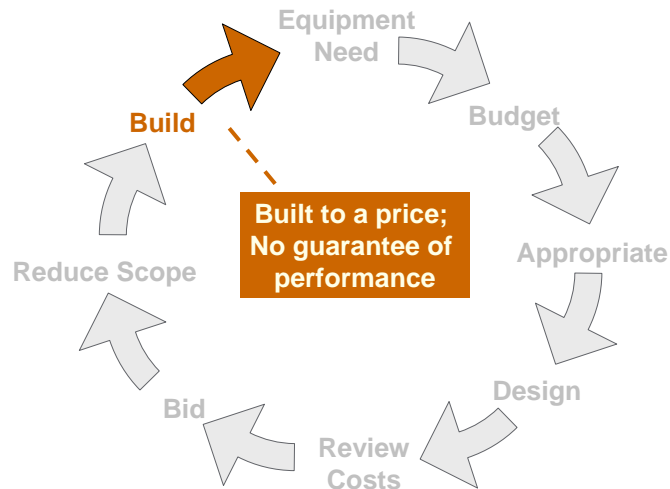 Equipment
Need
Budget
Appropriate
Design
Review
Costs
Bid
Reduce Scope
Build
Built to a price;
No guarantee of
performance